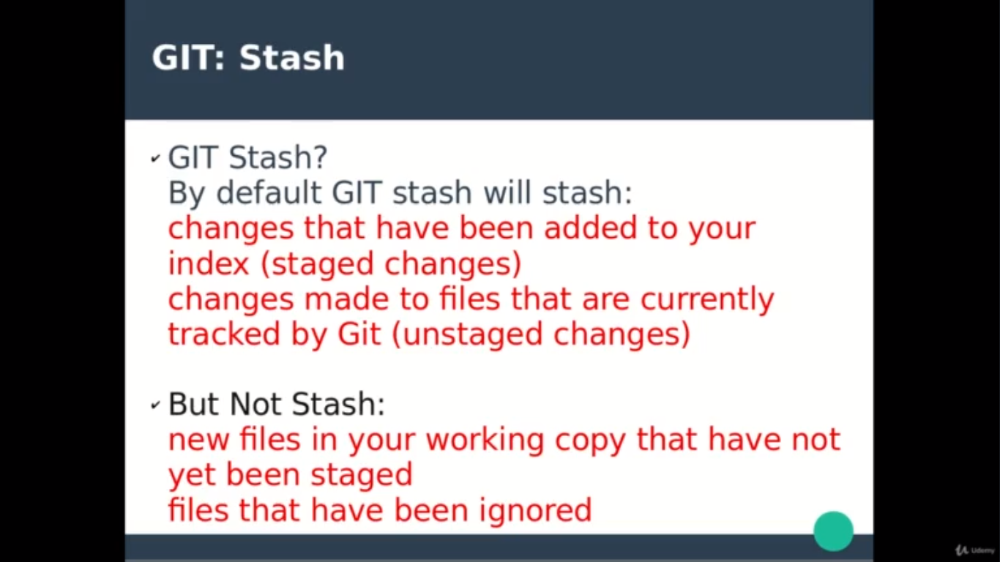 GIT: Stash
✔ GIT Stash?
By default GIT stash will stash:
changes that have been added to your
index (staged changes)
changes made to files that are currently
tracked by Git (unstaged changes)
✔ But Not Stash:
new files in your working copy that have not
yet been staged
files that have been ignored
Udemy